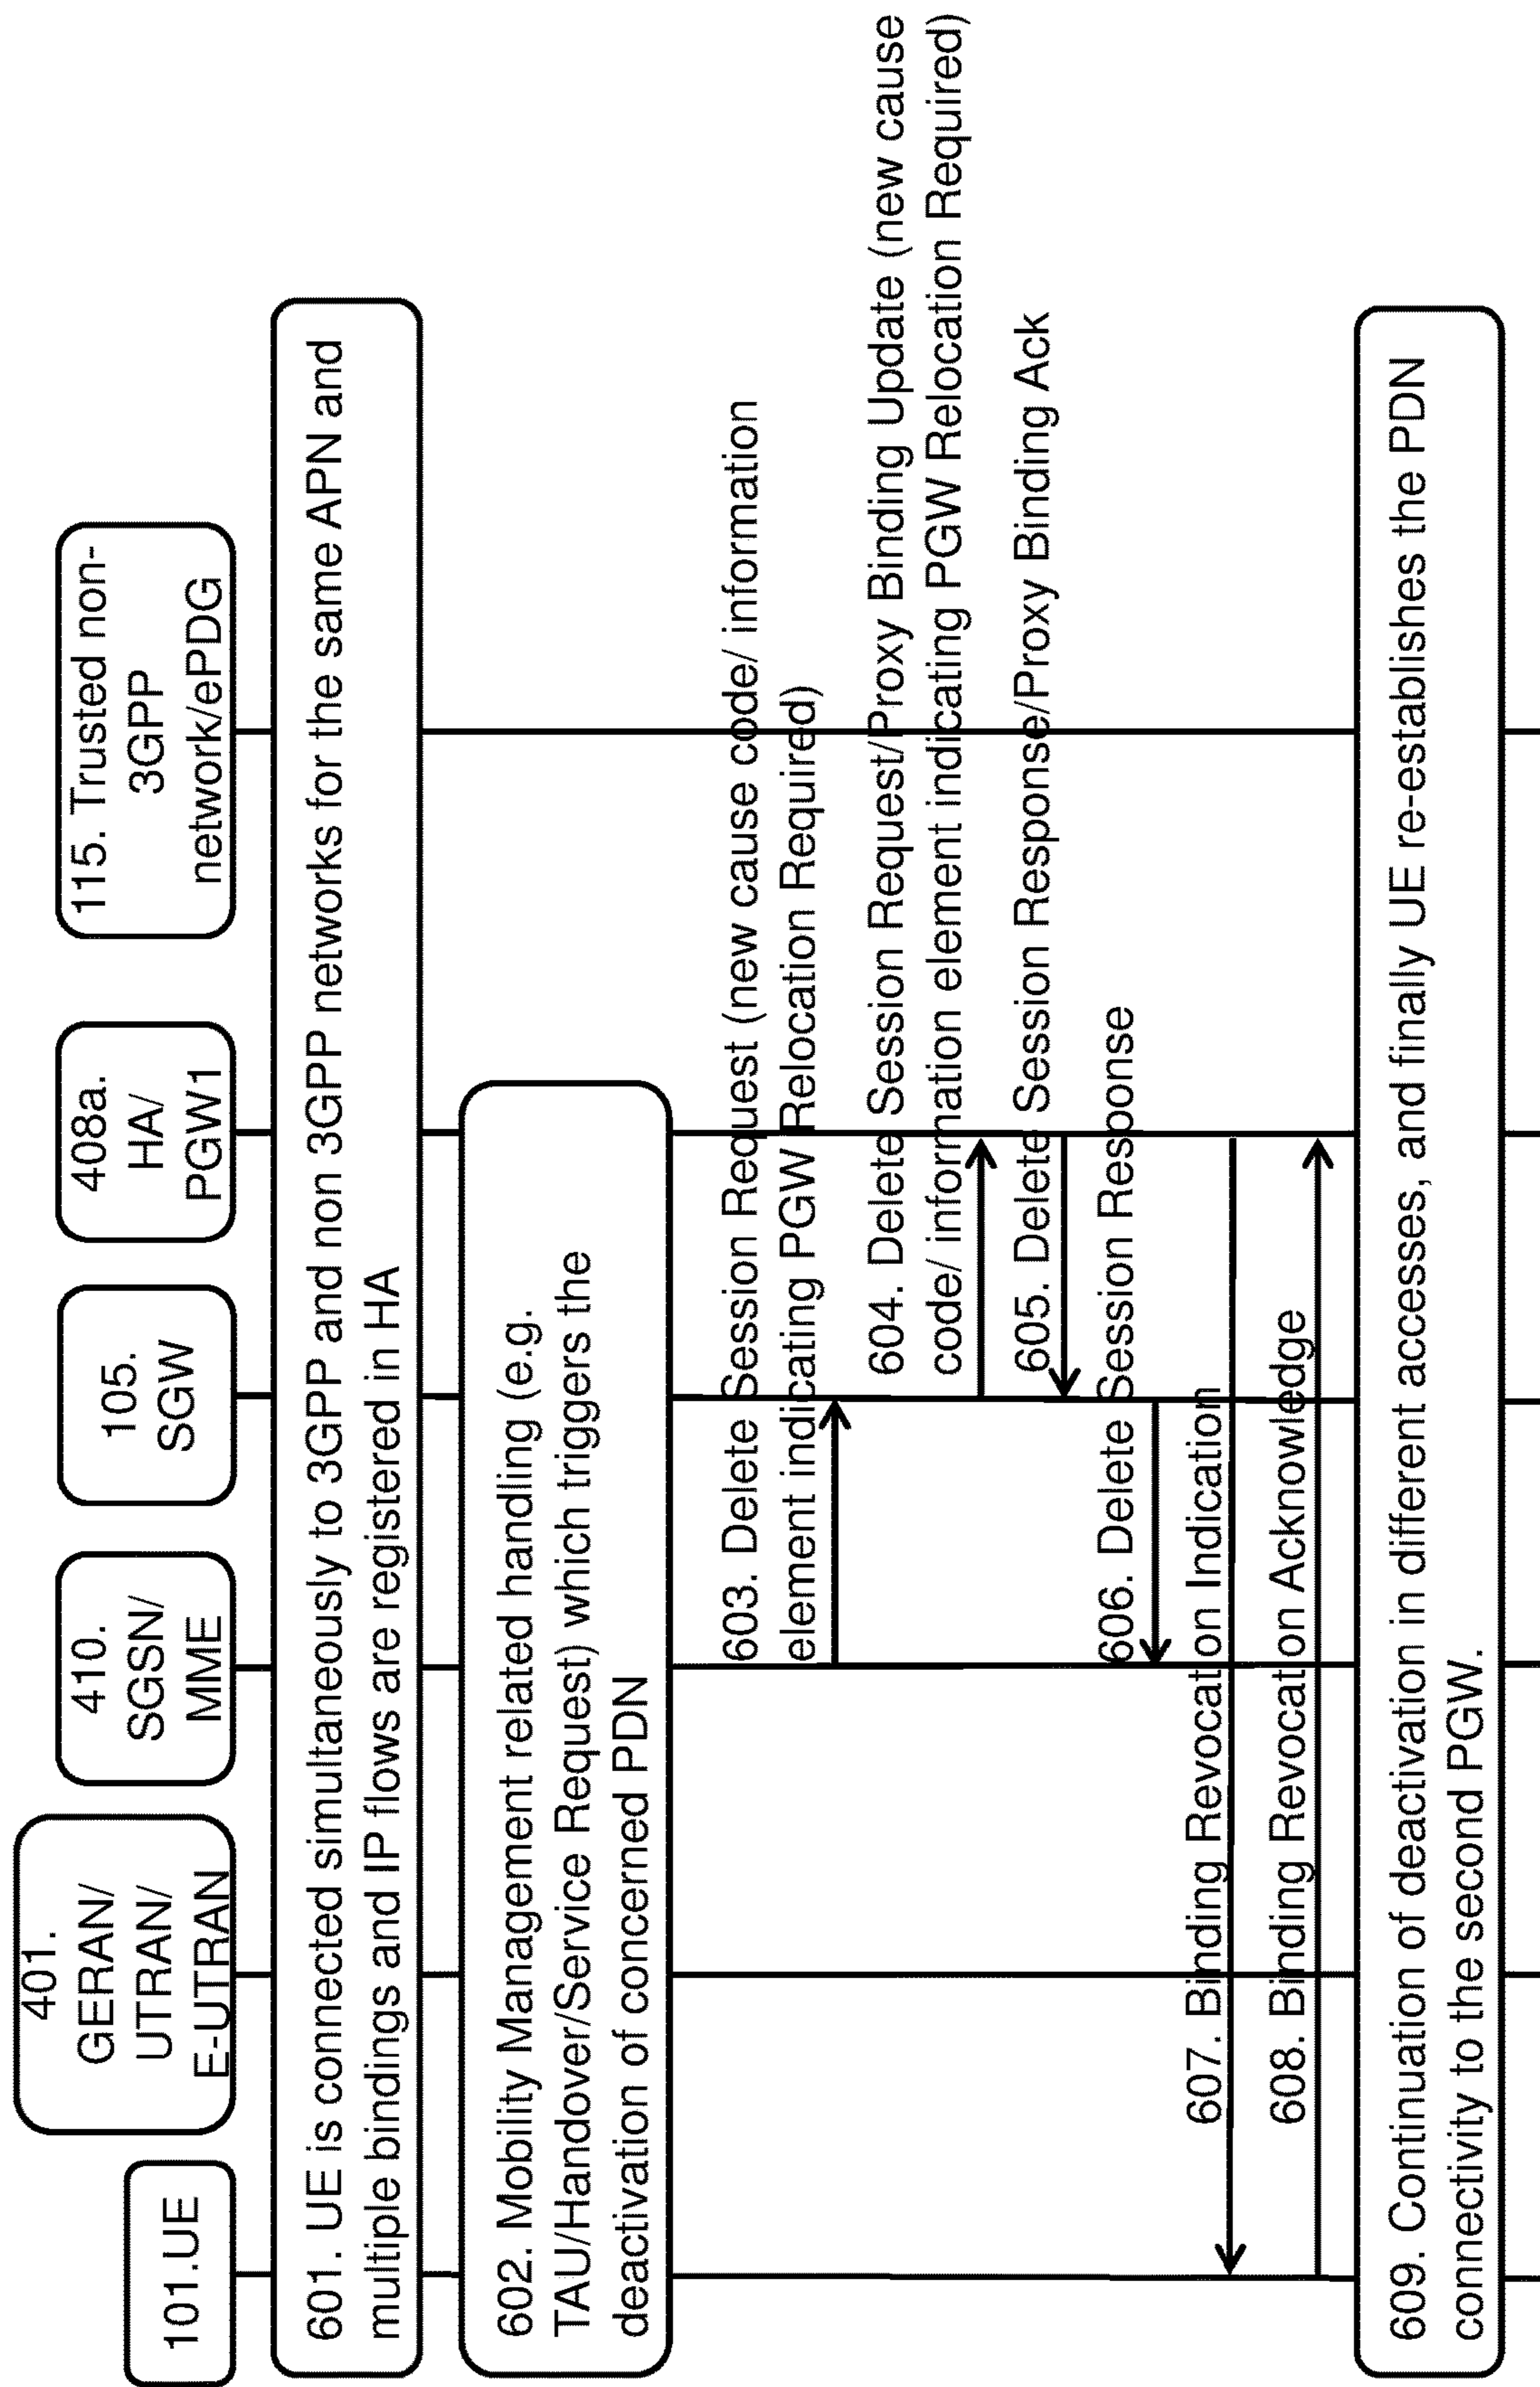 101.UE
401.
GERAN/
UTRAN/
E-UTRAN
410.
SGSN/
MME
105.
SGW
408a.
HA/
PGW1
115. Trusted non-
3GPP
network/ePDG
601. UE is connected simultaneously to 3GPP and non 3GPP networks for the same APN and
multiple bindings and IP flows are registered in HA
602. Mobility Management related handling (e.g.
TAU/Handover/Service Request) which triggers the
deactivation of concerned PDN
603. Delete Session Request (new cause code/ information
element indicating PGW Relocation Required)
604. Delete Session Request/Proxy Binding Update (new cause
code/ information element indicating PGW Relocation Required)
605. Delete Session Response/Proxy Binding Ack
606. Delete Session Response
607. Binding Revocation Indication
608. Binding Revocation Acknowledge
609. Continuation of deactivation in different accesses, and finally UE re-establishes the PDN
connectivity to the second PGW.